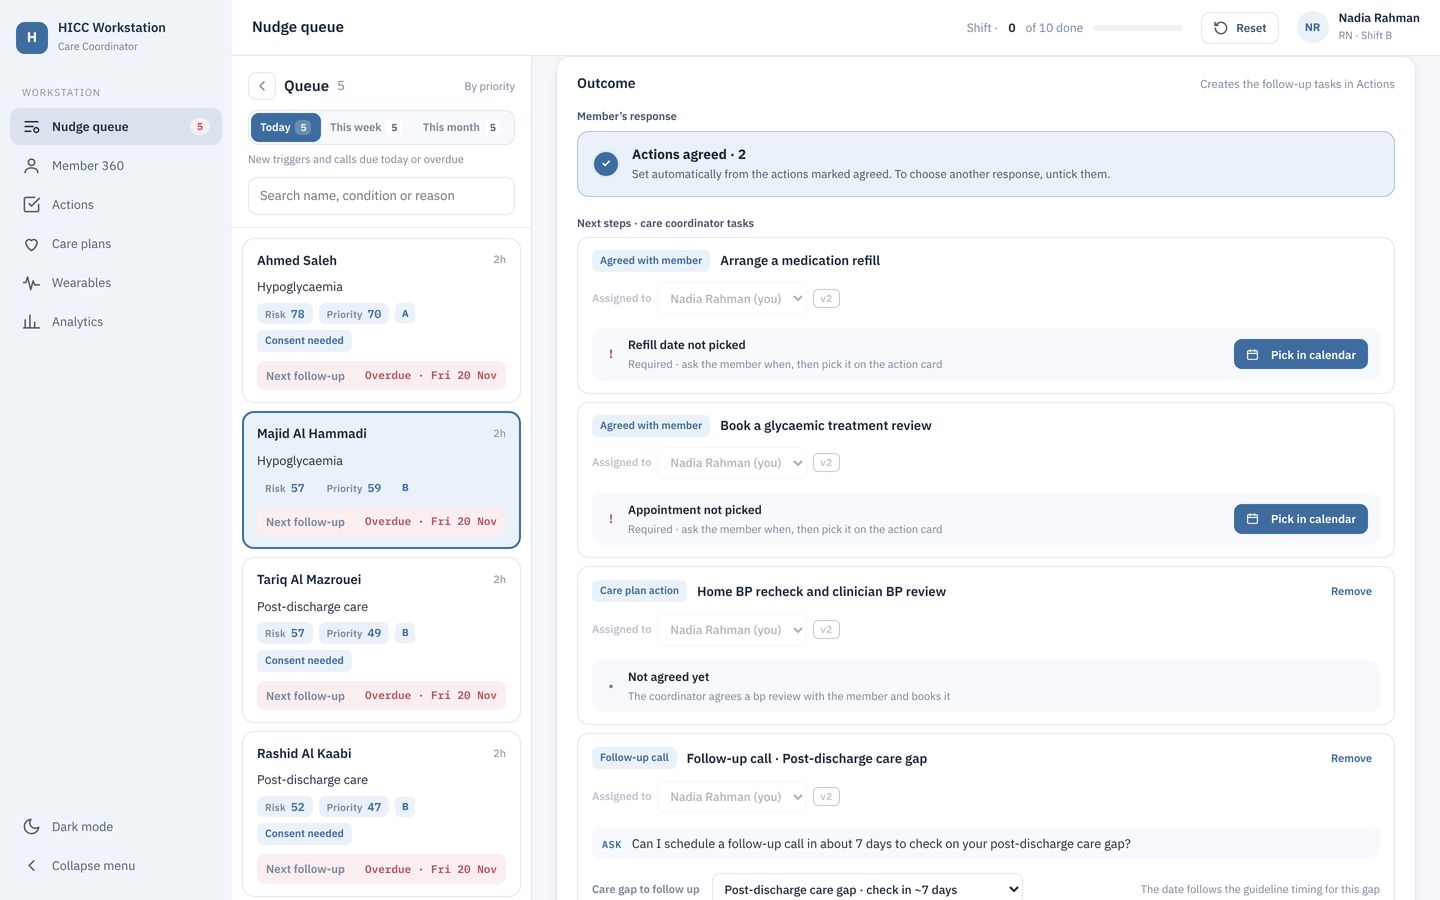 H
HICC Workstation
Care Coordinator
WORKSTATION
Nudge queue
5
Member 360
Actions
Care plans
Wearables
Analytics
Dark mode
Collapse menu
Nudge queue
Shift · 0 of 10 done
Reset
NR
Nadia Rahman
RN · Shift B
Queue 5
By priority
Today 5
This week 5
This month 5
New triggers and calls due today or overdue
Search name, condition or reason
Ahmed Saleh
2h
Hypoglycaemia
Risk 78
Priority 70
A
Consent needed
Next follow-up
Overdue · Fri 20 Nov
Majid Al Hammadi
2h
Hypoglycaemia
Risk 57
Priority 59
B
Next follow-up
Overdue · Fri 20 Nov
Tariq Al Mazrouei
2h
Post-discharge care
Risk 57
Priority 49
B
Consent needed
Next follow-up
Overdue · Fri 20 Nov
Rashid Al Kaabi
2h
Post-discharge care
Risk 52
Priority 47
B
Consent needed
Next follow-up
Overdue · Fri 20 Nov
Outcome
Creates the follow-up tasks in Actions
Member's response
Actions agreed · 2
Set automatically from the actions marked agreed. To choose another response, untick them.
Next steps · care coordinator tasks
Agreed with member
Arrange a medication refill
Assigned to
Nadia Rahman (you)
v2
!
Refill date not picked
Required · ask the member when, then pick it on the action card
Pick in calendar
Agreed with member
Book a glycaemic treatment review
Assigned to
Nadia Rahman (you)
v2
!
Appointment not picked
Required · ask the member when, then pick it on the action card
Pick in calendar
Care plan action
Home BP recheck and clinician BP review
Remove
Assigned to
Nadia Rahman (you)
v2
Not agreed yet
The coordinator agrees a bp review with the member and books it
Follow-up call
Follow-up call · Post-discharge care gap
Remove
Assigned to
Nadia Rahman (you)
v2
ASK Can I schedule a follow-up call in about 7 days to check on your post-discharge care gap?
Care gap to follow up
Post-discharge care gap · check in ~7 days
The date follows the guideline timing for this gap